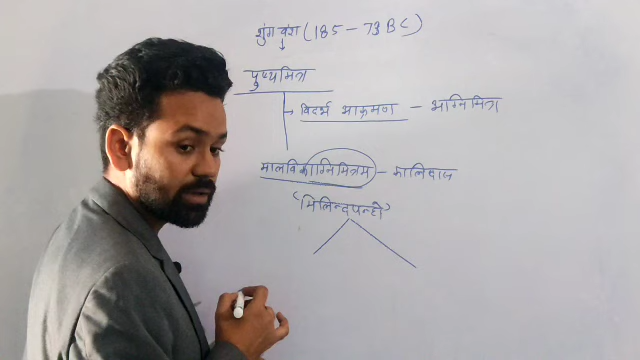 शुंग वंश (185 - 73 BC)
पुष्यमित्र
विदर्भ आक्रमण - अग्निमित्र
मालविकाग्निमित्रम - कालिदास
'मिलिन्दपन्हो'